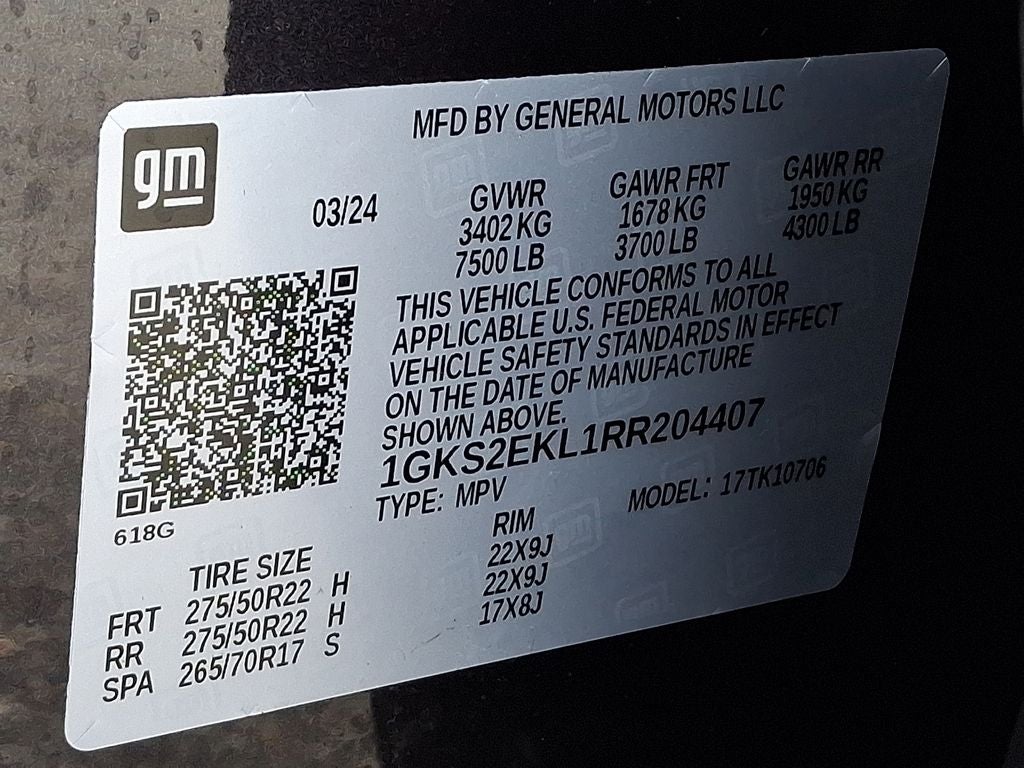 gm
MFD BY GENERAL MOTORS LLC
03/24
GVWR
3402 KG
7500 LB
GAWR FRT
1678 KG
3700 LB
GAWR RR
1950 KG
4300 LB
THIS VEHICLE CONFORMS TO ALL
APPLICABLE U.S. FEDERAL MOTOR
VEHICLE SAFETY STANDARDS IN EFFECT
ON THE DATE OF MANUFACTURE
SHOWN ABOVE.
1GKS2EKL1RR204407
TYPE: MPV MODEL: 17TK10706
618G
TIRE SIZE RIM
FRT 275/50R22 H 22X9J
RR 275/50R22 H 22X9J
SPA 265/70R17 S 17X8J